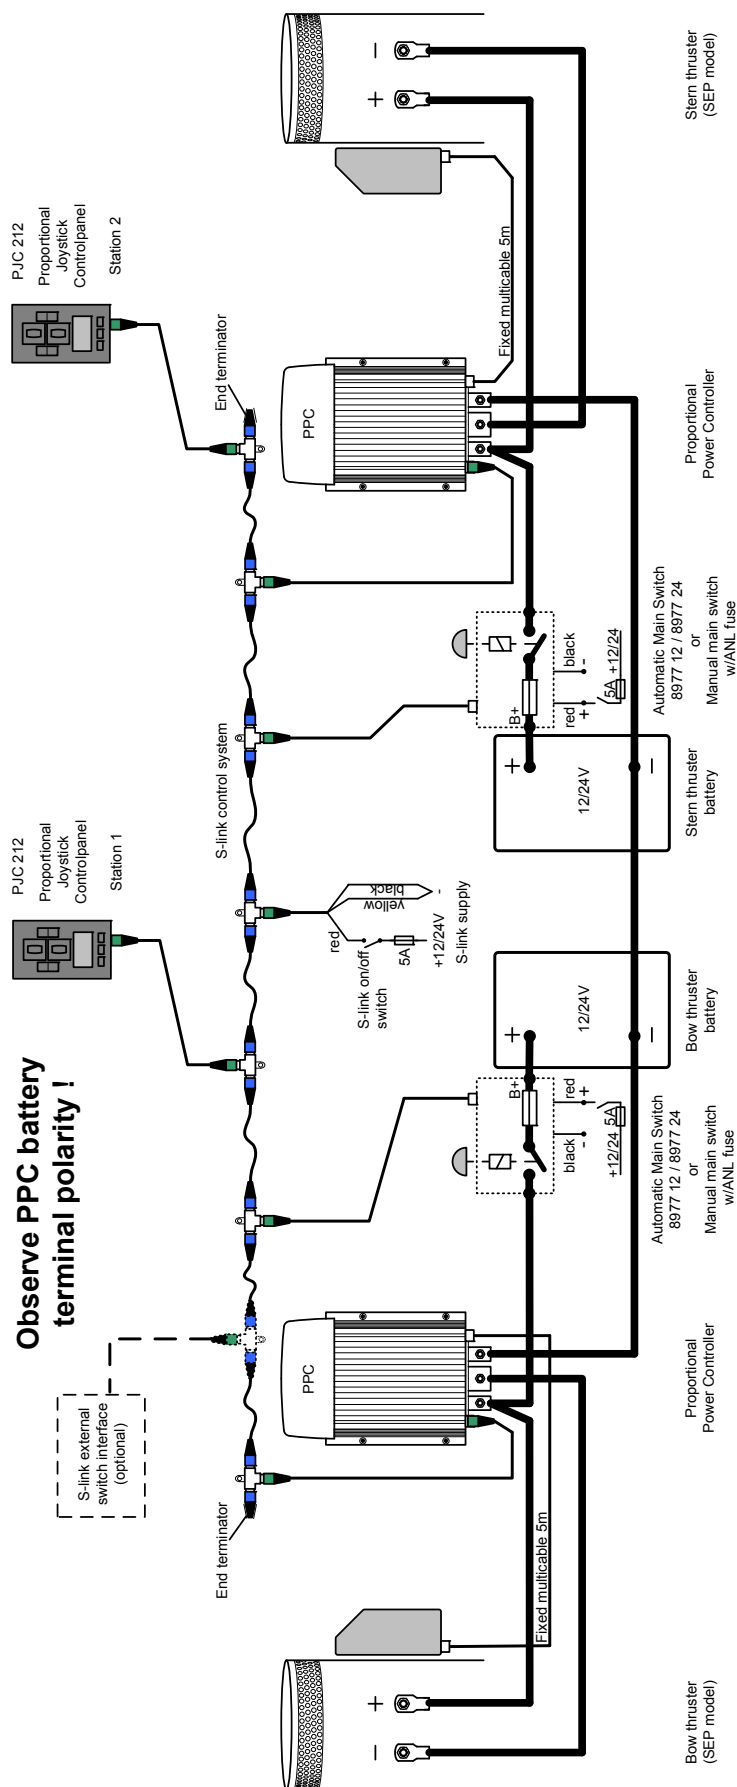 Observe PPC battery
terminal polarity !
S-link external
switch interface
(optional)
PJC 212
Proportional
Joystick
Controlpanel
Station 1
PJC 212
Proportional
Joystick
Controlpanel
Station 2
End terminator
S-link control system
End terminator
red
yellow
black
S-link on/off
switch
5A
+12/24V
-
S-link supply
PPC
PPC
Fixed multicable 5m
Fixed multicable 5m
+
-
+
-
B+
red
+
black
-
+12/24
5A
B+
red
+
black
-
5A
+12/24
+
12/24V
-
+
12/24V
-
Automatic Main Switch
8977 12 / 8977 24
or
Manual main switch
w/ANL fuse
Automatic Main Switch
8977 12 / 8977 24
or
Manual main switch
w/ANL fuse
Bow thruster
(SEP model)
Proportional
Power Controller
Bow thruster
battery
Stern thruster
battery
Proportional
Power Controller
Stern thruster
(SEP model)